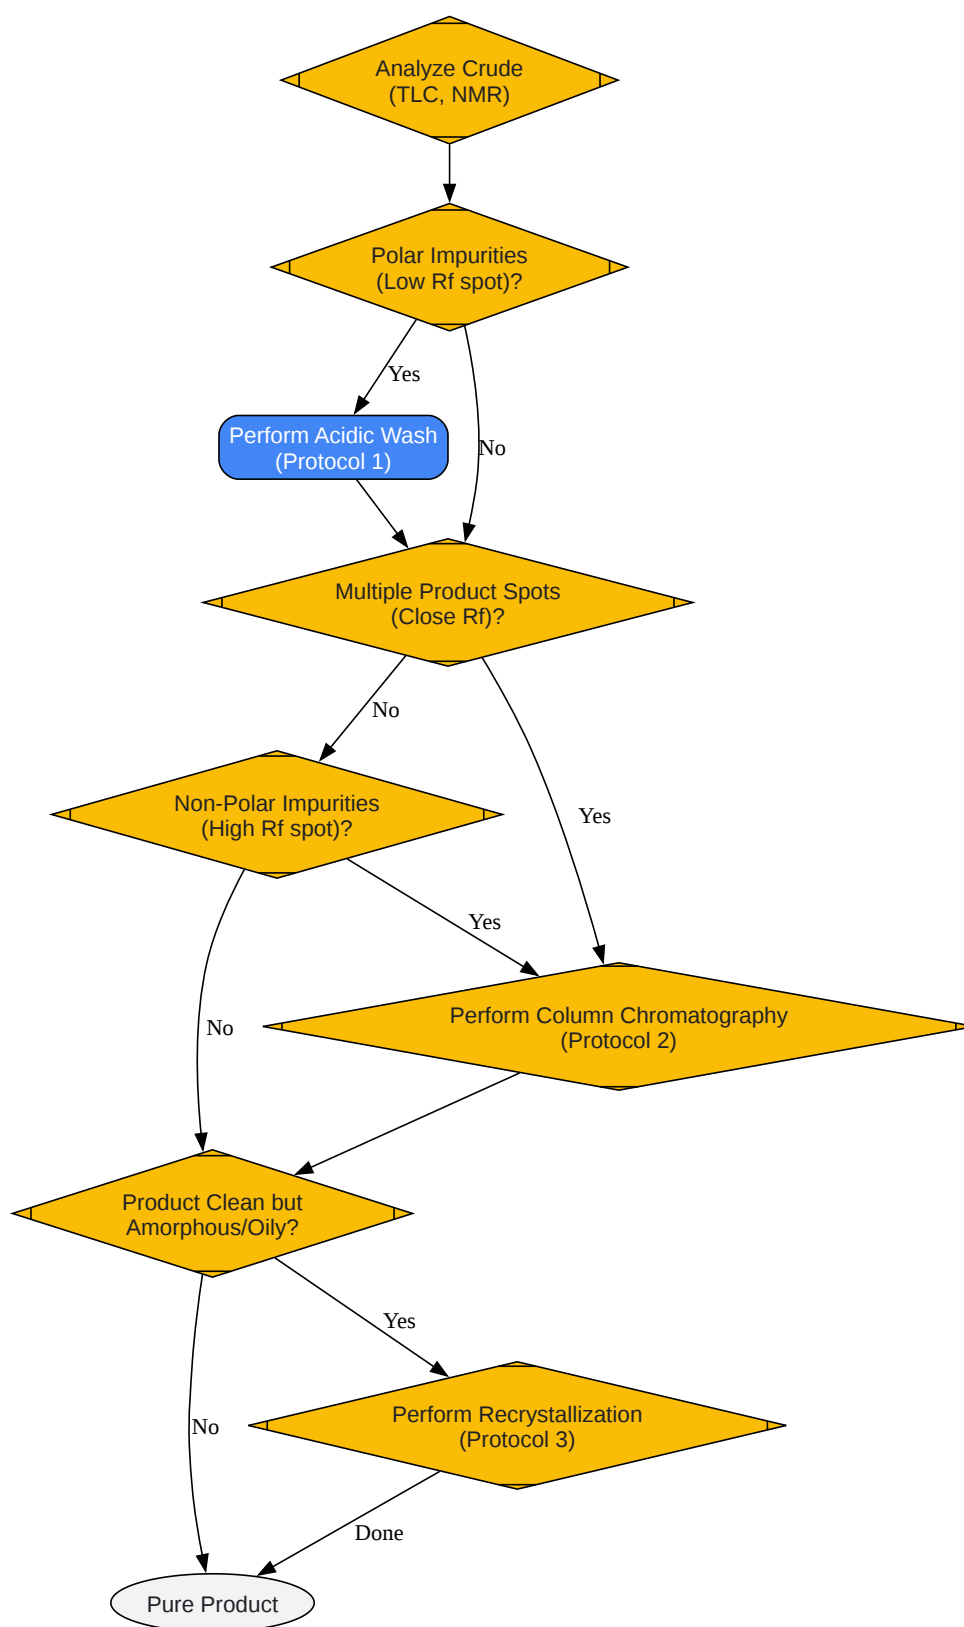 Analyze Crude
(TLC, NMR)
Polar Impurities
(Low Rf spot)?
Yes
Perform Acidic Wash
(Protocol 1)
No
Multiple Product Spots
(Close Rf)?
No
Non-Polar Impurities
(High Rf spot)?
Yes
Yes
Perform Column Chromatography
(Protocol 2)
No
Product Clean but
Amorphous/Oily?
Yes
Perform Recrystallization
(Protocol 3)
No
Done
Pure Product